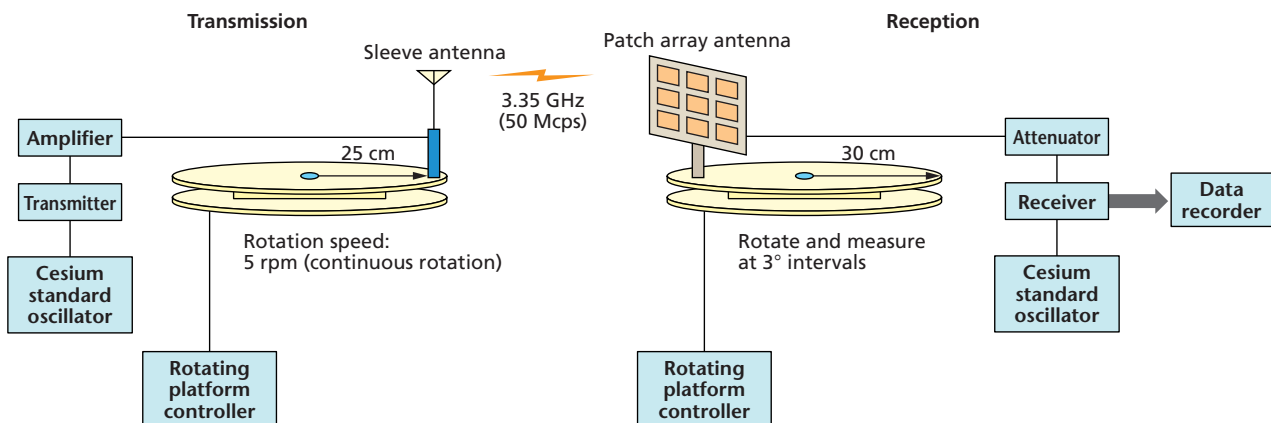 Transmission
Sleeve antenna
3.35 GHz
(50 Mcps)
Amplifier
25 cm
Transmitter
Rotation speed:
5 rpm (continuous rotation)
Cesium
standard
oscillator
Rotating
platform
controller
Reception
Patch array antenna
Attenuator
30 cm
Receiver
Data
recorder
Rotate and measure
at 3° intervals
Cesium
standard
oscillator
Rotating
platform
controller